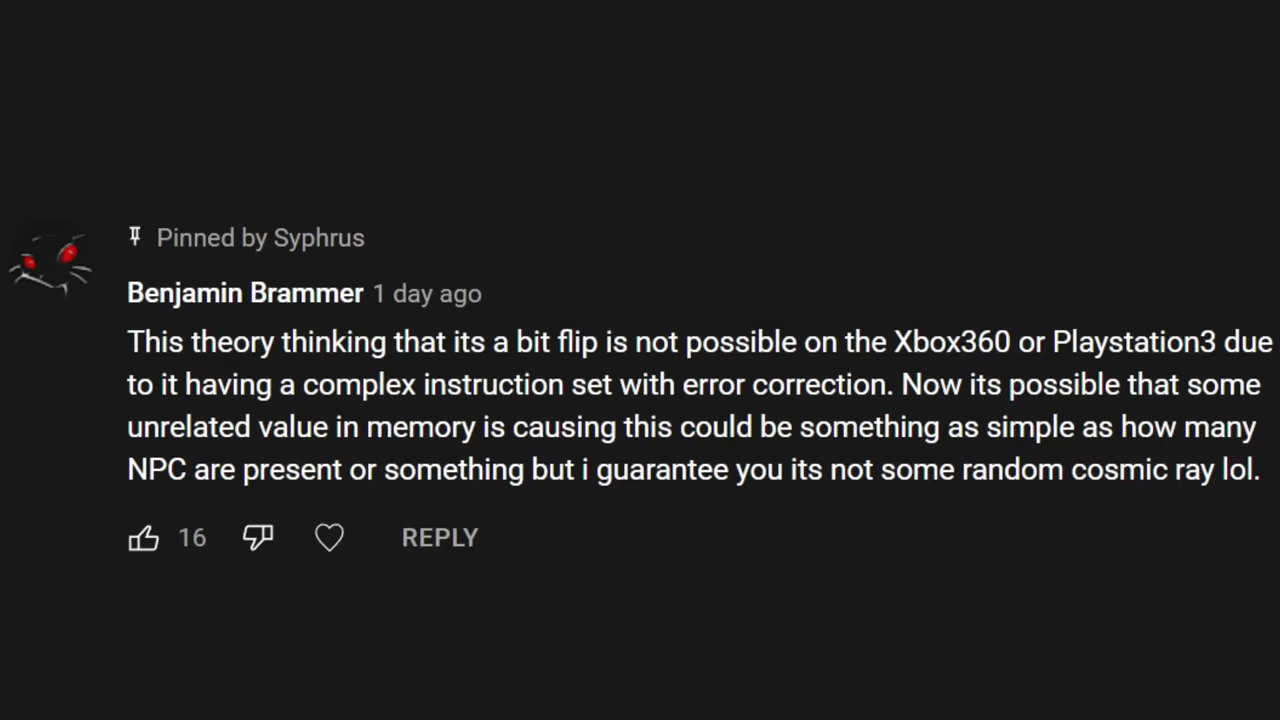 Pinned by Syphrus
Benjamin Brammer 1 day ago
This theory thinking that its a bit flip is not possible on the Xbox360 or Playstation3 due
to it having a complex instruction set with error correction. Now its possible that some
unrelated value in memory is causing this could be something as simple as how many
NPC are present or something but i guarantee you its not some random cosmic ray lol.
16 REPLY